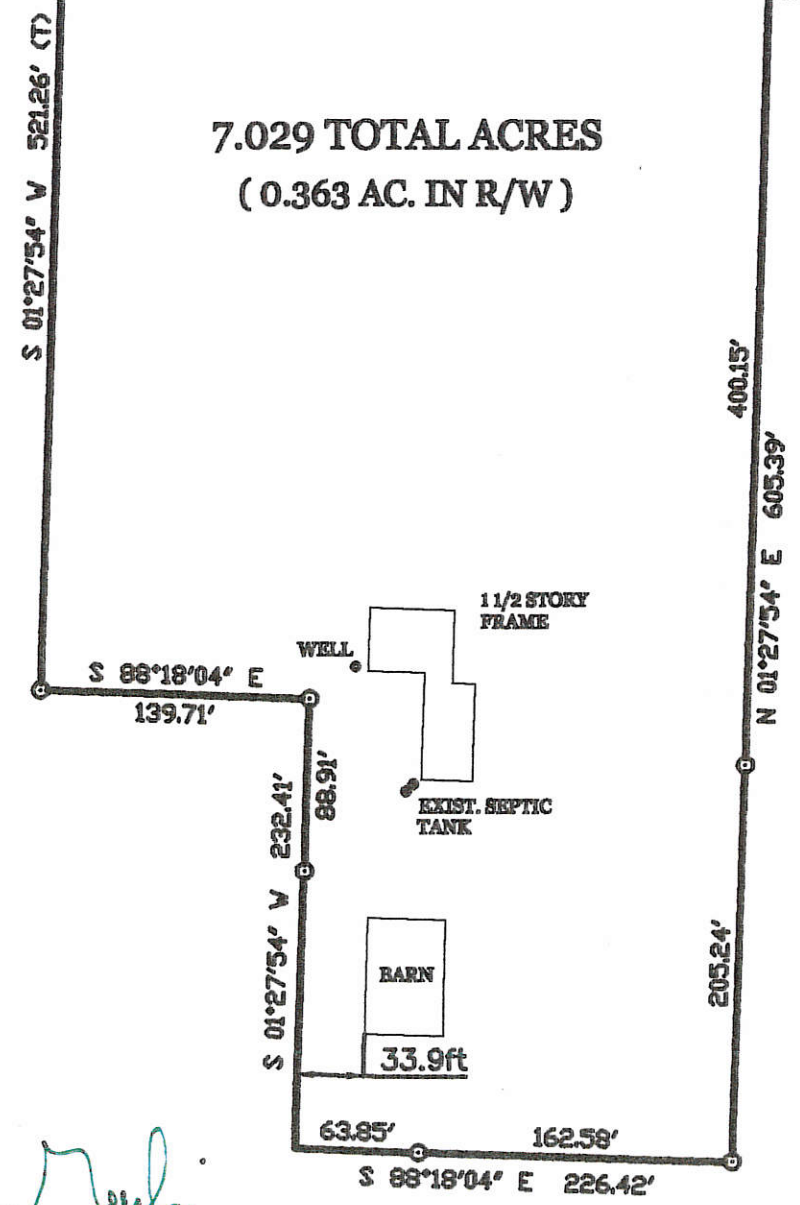 S 01°27'54" W 521.26' (T)
7.029 TOTAL ACRES
( 0.363 AC. IN R/W )
400.15'
N 01°27'54" E 605.39'
1 1/2 STORY
FRAME
WELL
S 88°18'04" E
139.71'
88.91'
S 01°27'54" W 232.41'
EXIST. SEPTIC
TANK
BARN
205.24'
33.9ft
63.85'
162.58'
S 88°18'04" E 226.42'